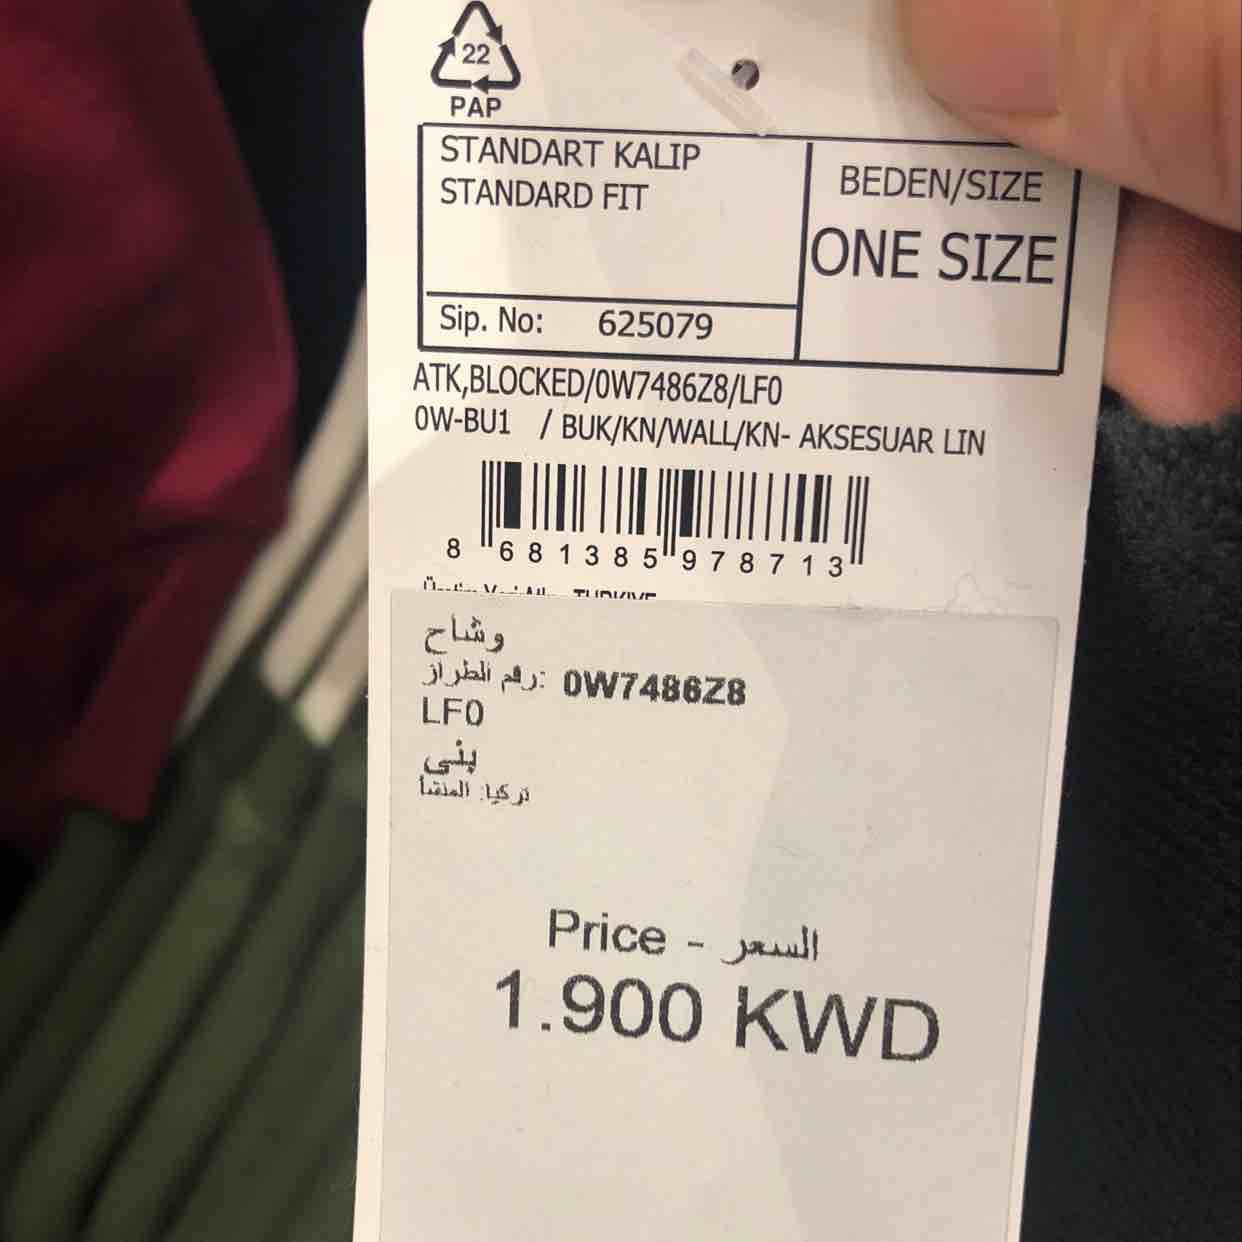 22
PAP
STANDART KALIP
STANDARD FIT
BEDEN/SIZE
ONE SIZE
Sip. No: 625079
ATK,BLOCKED/0W7486Z8/LF0
0W-BU1 / BUK/KN/WALL/KN- AKSESUAR LIN
8 681385 978713
وشاح
رقم الطراز: 0W7486Z8
LF0
بني
تركيا: المنشأ
Price - السعر
1.900 KWD